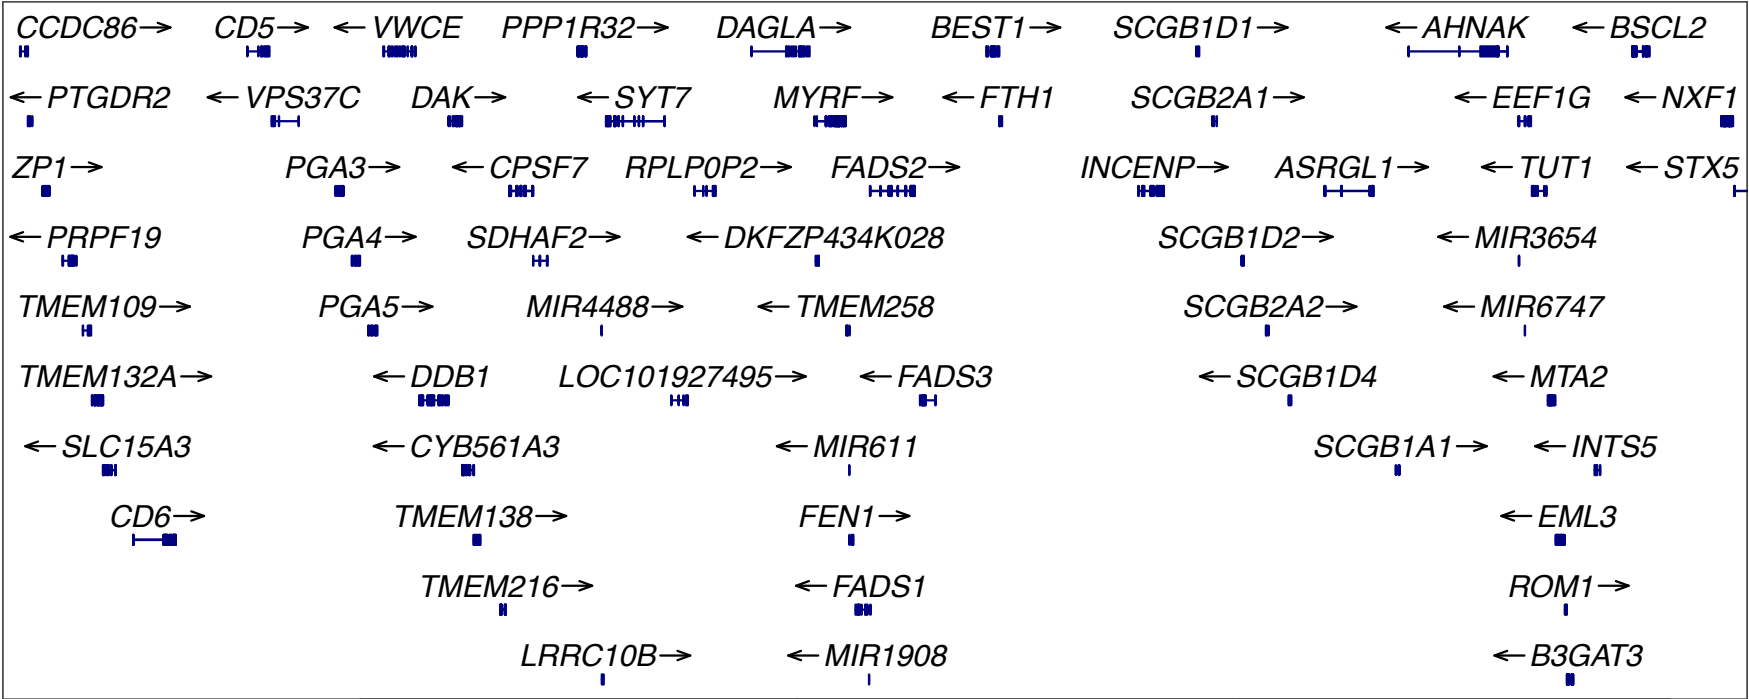 CCDC86→ CD5→ ←VWCE PPP1R32→ DAGLA→ BEST1→ SCGB1D1→ ←AHNAK ←BSCL2
←PTGDR2 ←VPS37C DAK→ ←SYT7 MYRF→ ←FTH1 SCGB2A1→ ←EEF1G ←NXF1
ZP1→ PGA3→ ←CPSF7 RPLP0P2→ FADS2→ INCENP→ ASRGL1→ ←TUT1 ←STX5
←PRPF19 PGA4→ SDHAF2→ ←DKFZP434K028 SCGB1D2→ ←MIR3654
TMEM109→ PGA5→ MIR4488→ ←TMEM258 SCGB2A2→ ←MIR6747
TMEM132A→ ←DDB1 LOC101927495→ ←FADS3 ←SCGB1D4 ←MTA2
←SLC15A3 ←CYB561A3 ←MIR611 SCGB1A1→ ←INTS5
CD6→ TMEM138→ FEN1→ ←EML3
TMEM216→ ←FADS1 ROM1→
LRRC10B→ ←MIR1908 ←B3GAT3